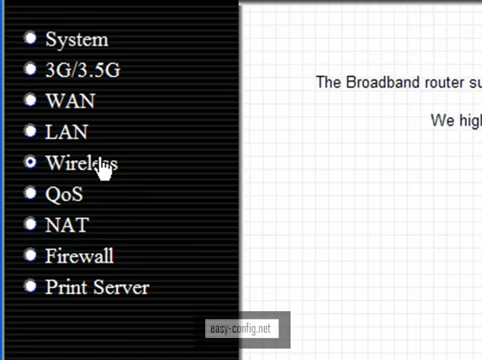 System
3G/3.5G
WAN
LAN
Wireless
QoS
NAT
Firewall
Print Server
The Broadband router su
We high
easy-config.net